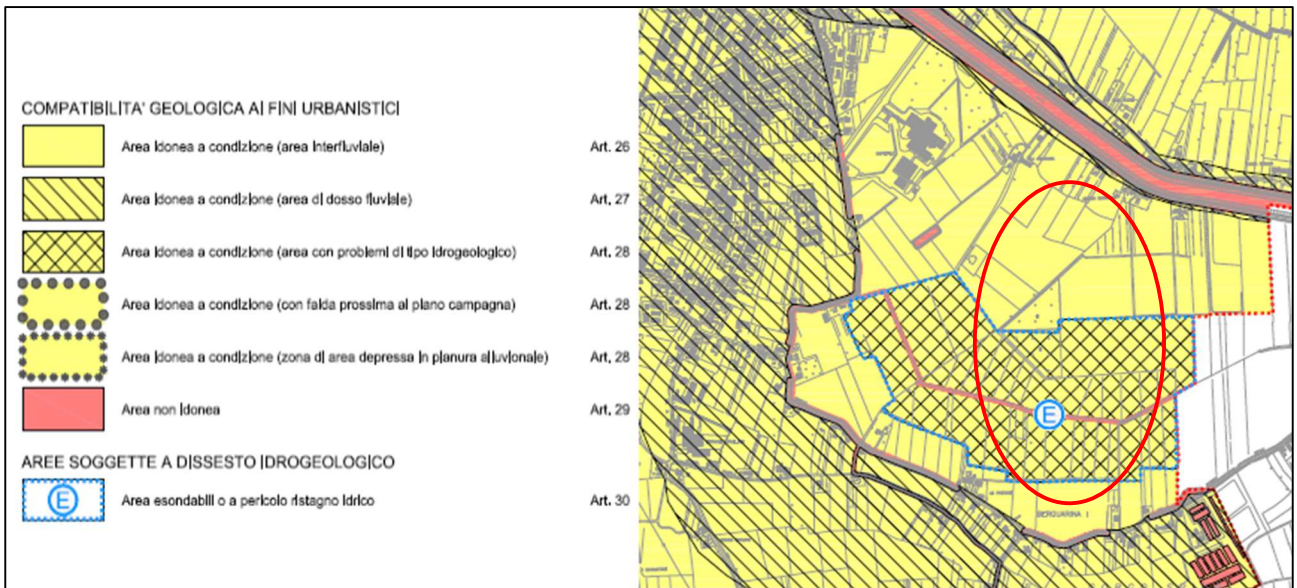 COMPATIBILITA' GEOLOGICA AI FINI URBANISTICI
Area idonea a condizione (area interfluviale) Art. 26
Area idonea a condizione (area di dosso fluviale) Art. 27
Area idonea a condizione (area con problemi di tipo idrogeologico) Art. 28
Area idonea a condizione (con falda prossima al piano campagna) Art. 28
Area idonea a condizione (zona di area depressa in pianura alluvionale) Art. 28
Area non idonea Art. 29
AREE SOGGETTE A DISSESTO IDROGEOLOGICO
E Area esondabili o a pericolo ristagno idrico Art. 30
TRECENTA
E
BERGUARINA I